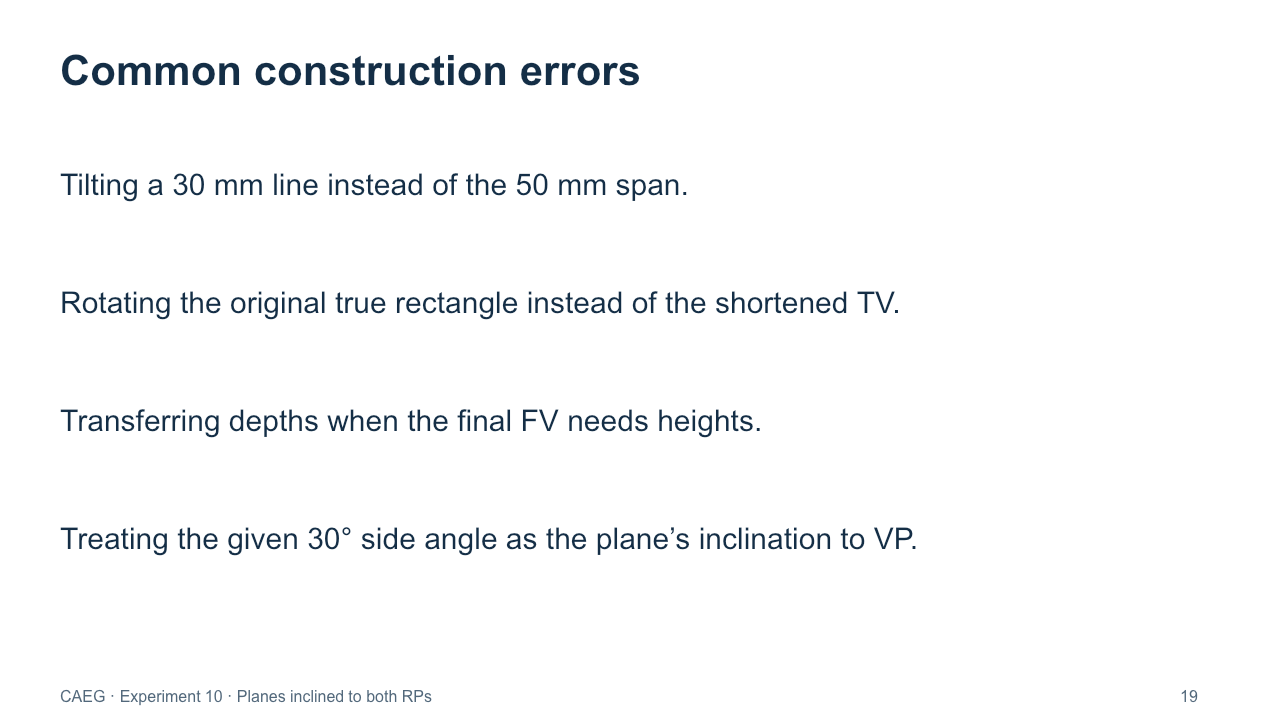 Common construction errors
Tilting a 30 mm line instead of the 50 mm span.
Rotating the original true rectangle instead of the shortened TV.
Transferring depths when the final FV needs heights.
Treating the given 30° side angle as the plane’s inclination to VP.
CAEG · Experiment 10 · Planes inclined to both RPs
19